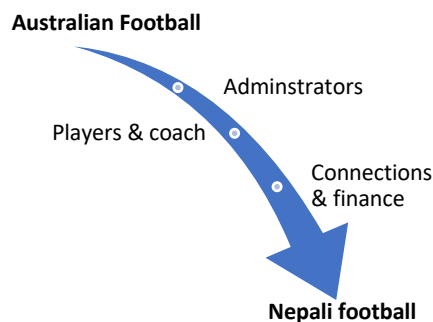 Australian Football
Adminstrators
Players & coach
Connections
& finance
Nepali football